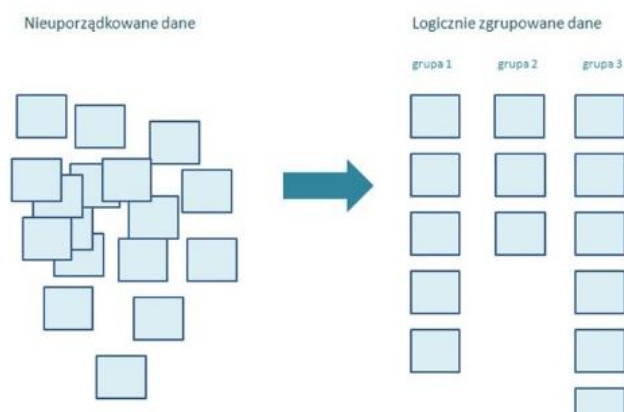 Nieuporządkowane dane
Logicznie zgrupowane dane
grupa 1 grupa 2 grupa 3